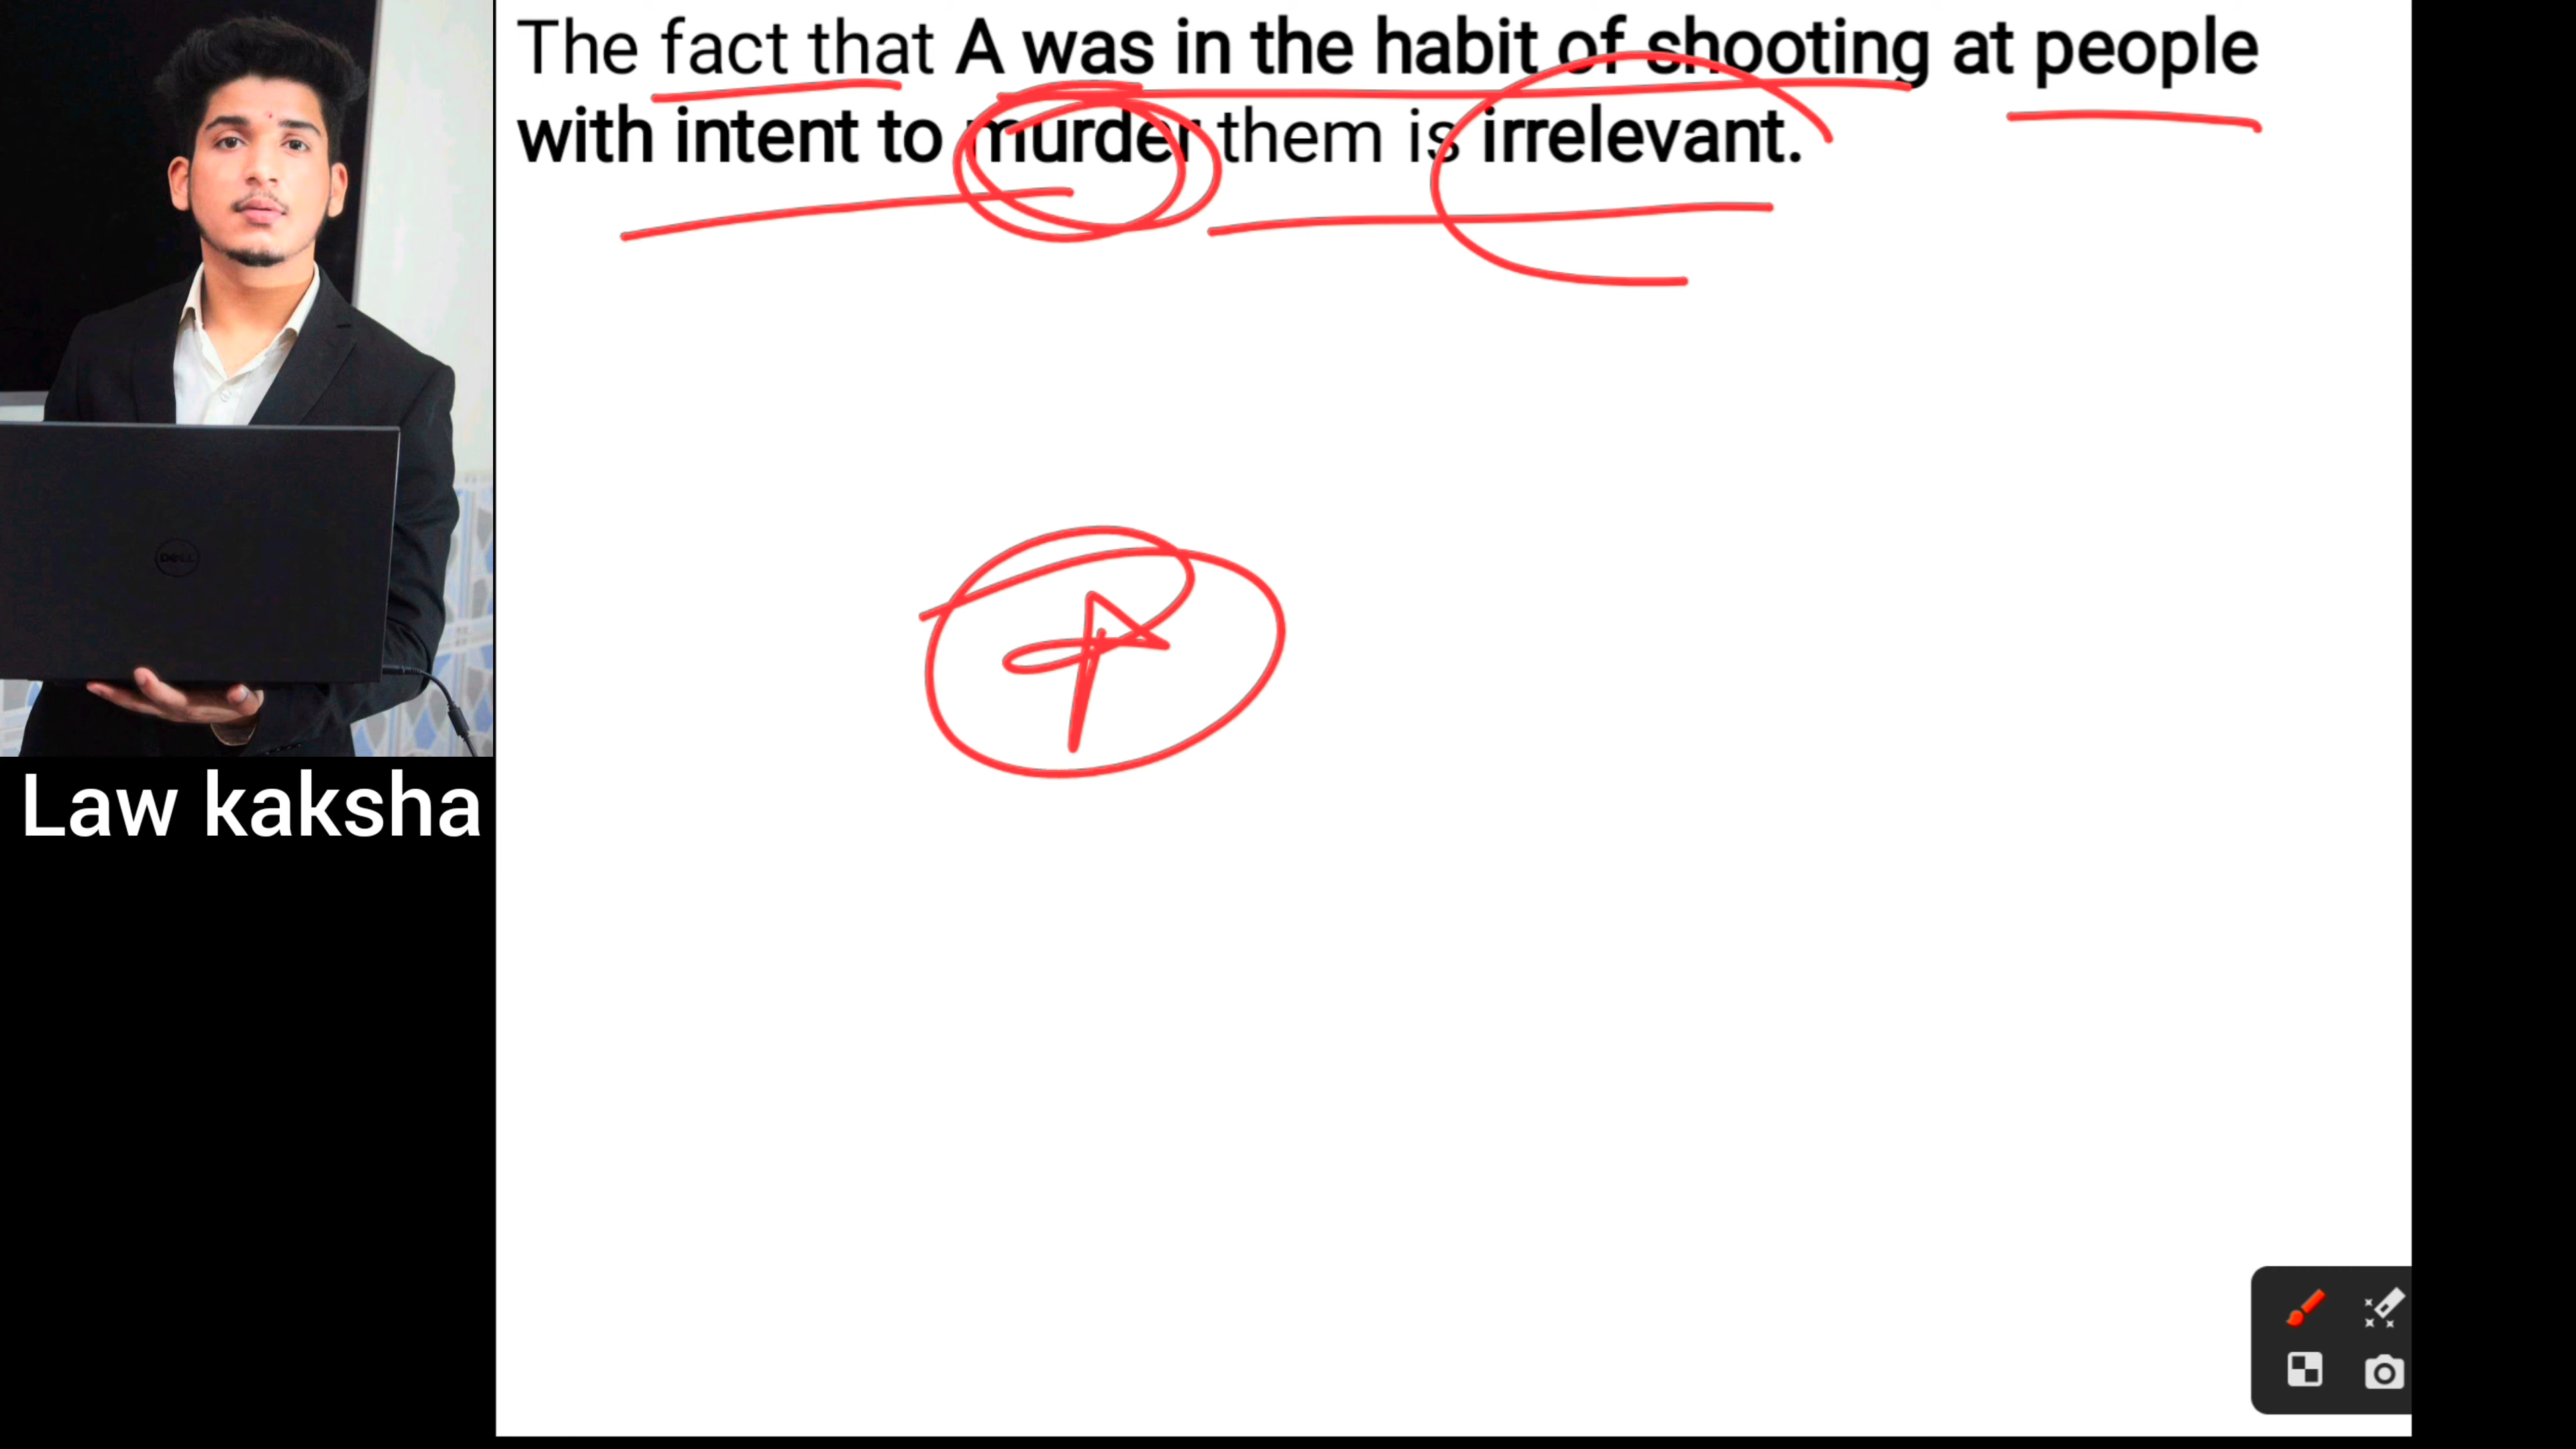 The fact that A was in the habit of shooting at people
with intent to murder them is irrelevant.
A
DELL
Law kaksha